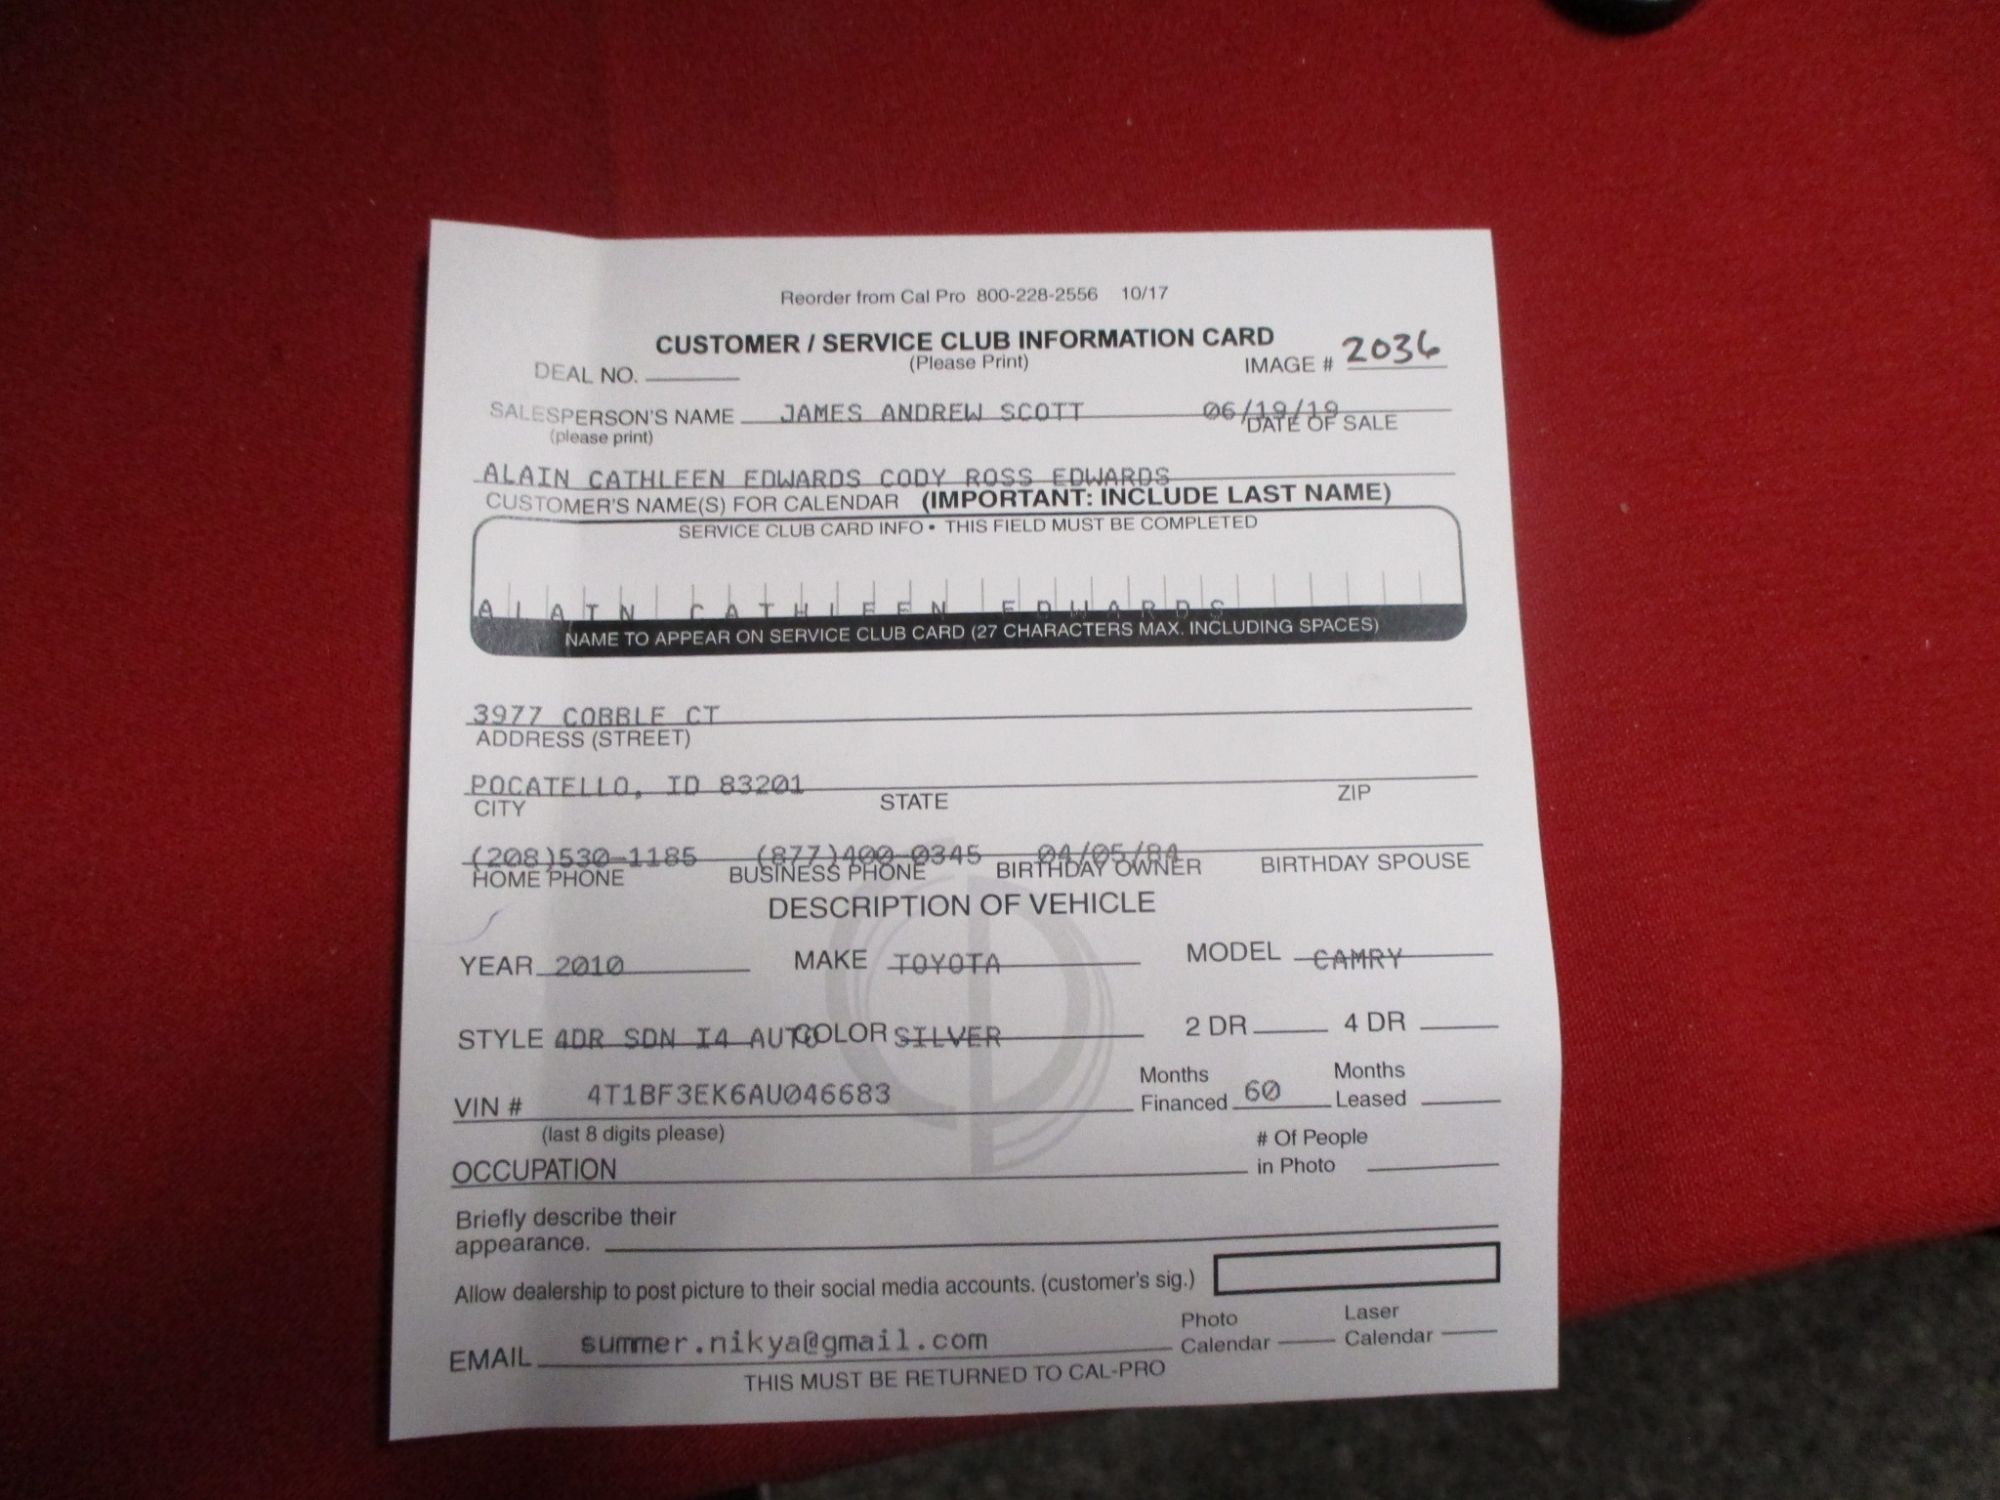 Reorder from Cal Pro 800-228-2556 10/17
CUSTOMER / SERVICE CLUB INFORMATION CARD
(Please Print)
DEAL NO. IMAGE # 2036
SALESPERSON'S NAME JAMES ANDREW SCOTT 06/19/19
(please print) DATE OF SALE
ALAIN CATHLEEN EDWARDS CODY ROSS EDWARDS
CUSTOMER'S NAME(S) FOR CALENDAR (IMPORTANT: INCLUDE LAST NAME)
SERVICE CLUB CARD INFO • THIS FIELD MUST BE COMPLETED
A L A I N C A T H L E E N E D W A R D S
NAME TO APPEAR ON SERVICE CLUB CARD (27 CHARACTERS MAX. INCLUDING SPACES)
3977 COBBLE CT
ADDRESS (STREET)
POCATELLO, ID 83201
CITY STATE ZIP
(208)530-1185 (877)400-0345 04/05/84
HOME PHONE BUSINESS PHONE BIRTHDAY OWNER BIRTHDAY SPOUSE
DESCRIPTION OF VEHICLE
YEAR 2010 MAKE TOYOTA MODEL CAMRY
STYLE 4DR SDN I4 AUTO COLOR SILVER 2 DR 4 DR
VIN # 4T1BF3EK6AU046683 Months Financed 60 Months Leased
(last 8 digits please)
OCCUPATION # Of People in Photo
Briefly describe their
appearance.
Allow dealership to post picture to their social media accounts. (customer's sig.)
EMAIL summer.nikya@gmail.com Photo Calendar Laser Calendar
THIS MUST BE RETURNED TO CAL-PRO